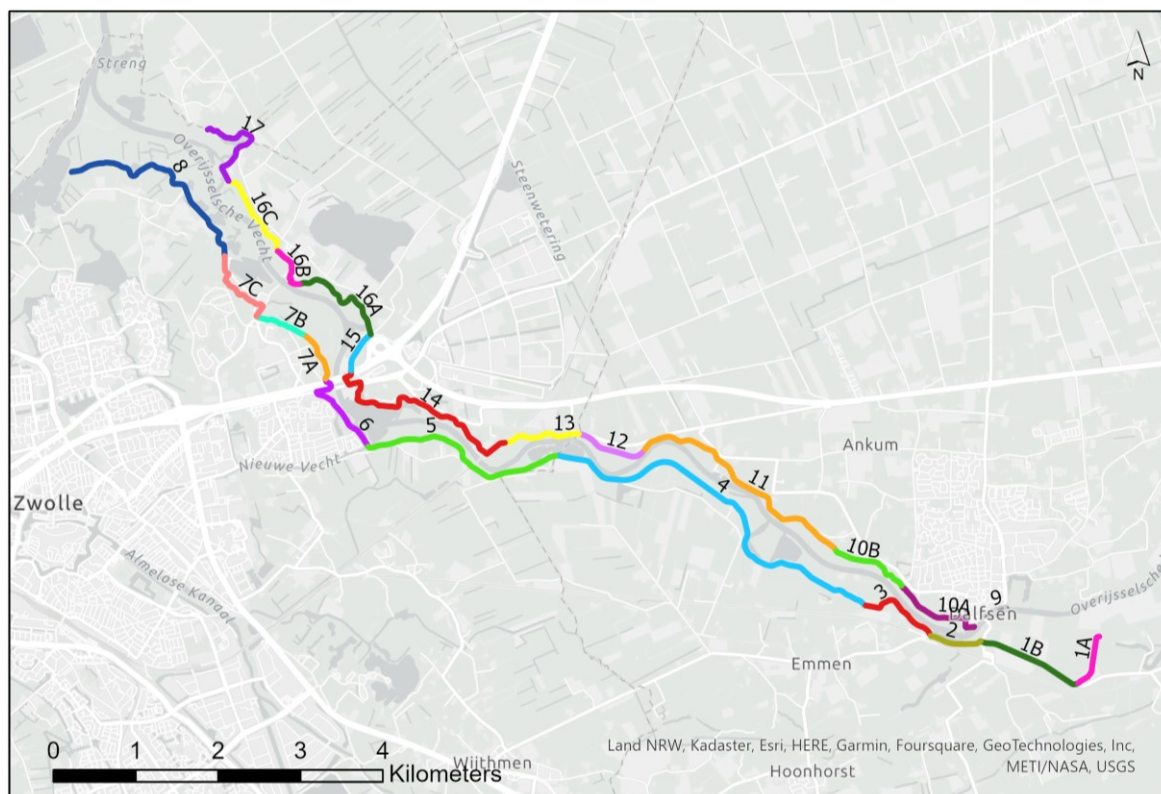 Streng
N
17
8
Overijsselsche Vecht
Steenwetering
16C
16B
7C
16A
7B
15
7A
14
6
5
13
12
Ankum
Nieuwe Vecht
11
4
Zwolle
10B
Almelose Kanaal
3
10A
9
Dalfsen
Overijsselsche
2
1B
1A
Emmen
0 1 2 3 4
Kilometers
Wijthmen
Land NRW, Kadaster, Esri, HERE, Garmin, Foursquare, GeoTechnologies, Inc,
METI/NASA, USGS
Hoonhorst